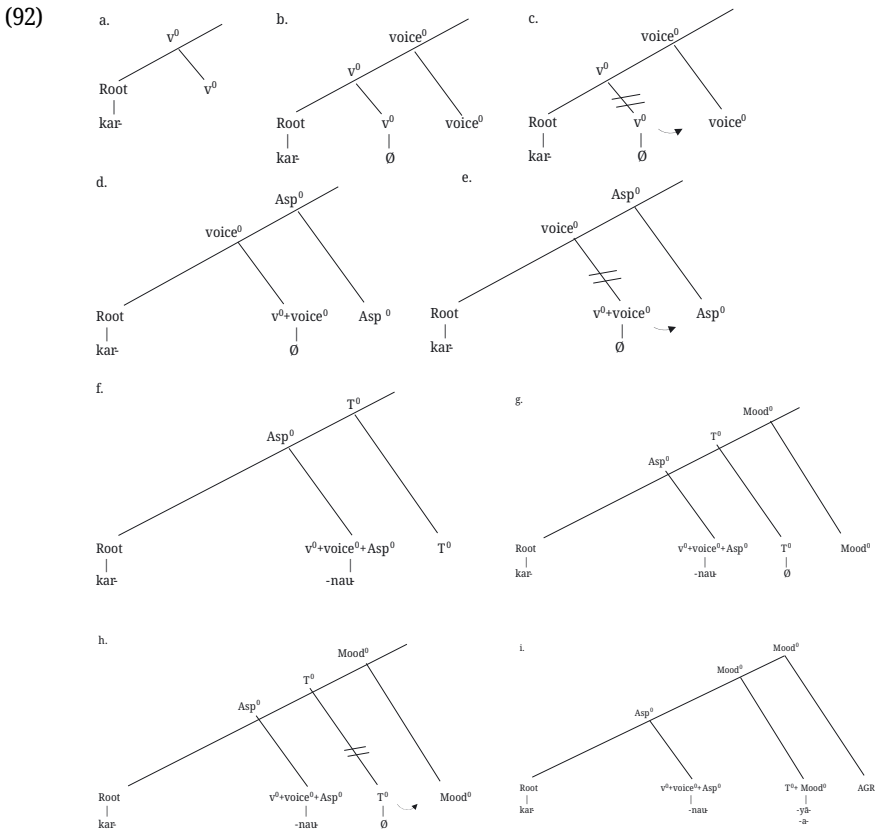 (92)
a.
v⁰
Root v⁰
kar-
b.
voice⁰
v⁰
Root v⁰ voice⁰
kar- Ø
c.
voice⁰
v⁰
Root v⁰ voice⁰
kar- Ø
d.
Asp⁰
voice⁰
Root v⁰+voice⁰ Asp ⁰
kar- Ø
e.
Asp⁰
voice⁰
Root v⁰+voice⁰ Asp⁰
kar- Ø
f.
T⁰
Asp⁰
Root v⁰+voice⁰+Asp⁰ T⁰
kar- -nau-
g.
Mood⁰
T⁰
Asp⁰
Root v⁰+voice⁰+Asp⁰ T⁰ Mood⁰
kar- -nau- Ø
h.
Mood⁰
T⁰
Asp⁰
Root v⁰+voice⁰+Asp⁰ T⁰ Mood⁰
kar- -nau- Ø
i.
Mood⁰
Mood⁰
Asp⁰
Root v⁰+voice⁰+Asp⁰ T⁰+ Mood⁰ AGR
kar- -nau- -yā-
-a-